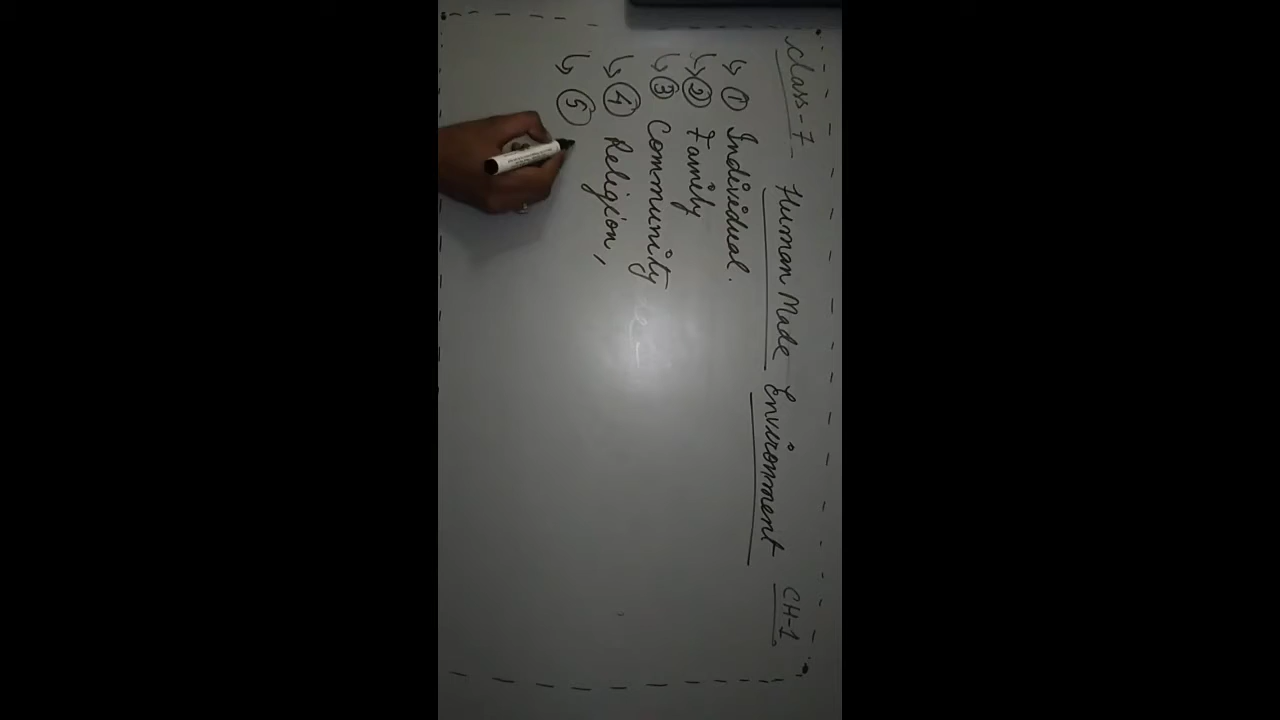 Class-7 Human Made Environment CH-1
↳ ① Individual.
↳ ② Family
↳ ③ Community
↳ ④ Religion,
↳ ⑤